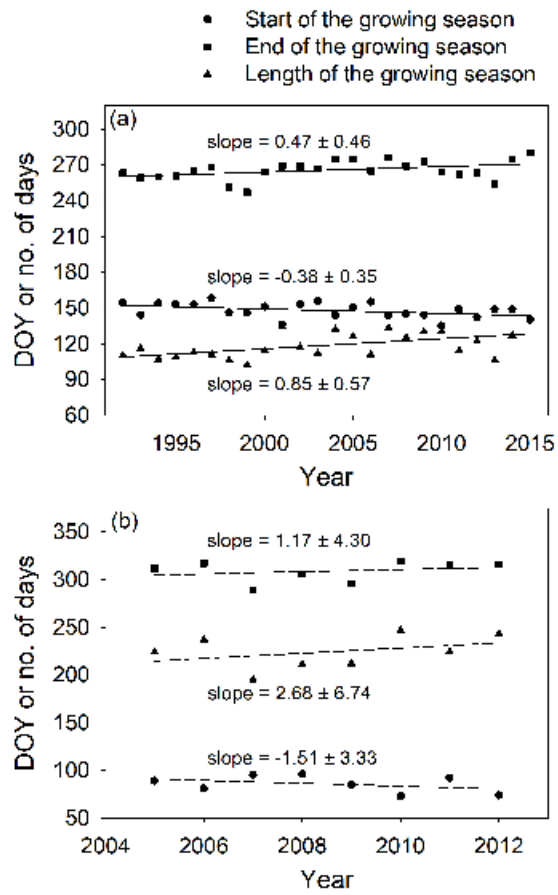 Start of the growing season
End of the growing season
Length of the growing season
(a)
slope = 0.47 ± 0.46
slope = -0.38 ± 0.35
slope = 0.85 ± 0.57
DOY or no. of days
300
270
240
210
180
150
120
90
60
1995 2000 2005 2010 2015
Year
(b)
slope = 1.17 ± 4.30
slope = 2.68 ± 6.74
slope = -1.51 ± 3.33
DOY or no. of days
350
300
250
200
150
100
50
2004 2006 2008 2010 2012
Year